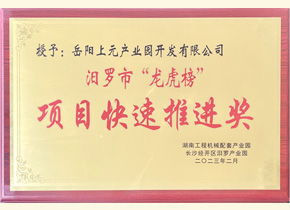 授予：岳阳上元产业园开发有限公司
汨罗市“龙虎榜”
项目快速推进奖
湖南工程机械配套产业园
长沙经开区汨罗产业园
二〇二三年二月